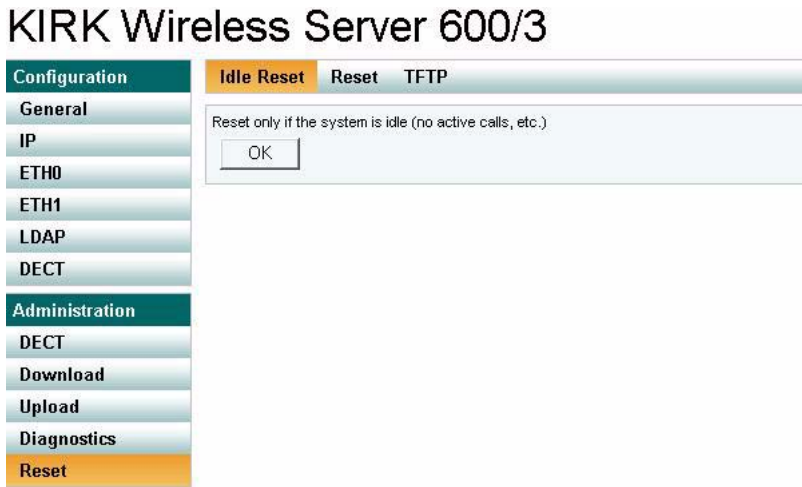 KIRK Wireless Server 600/3
Configuration
General
IP
ETH0
ETH1
LDAP
DECT
Administration
DECT
Download
Upload
Diagnostics
Reset
Idle Reset Reset TFTP
Reset only if the system is idle (no active calls, etc.)
OK